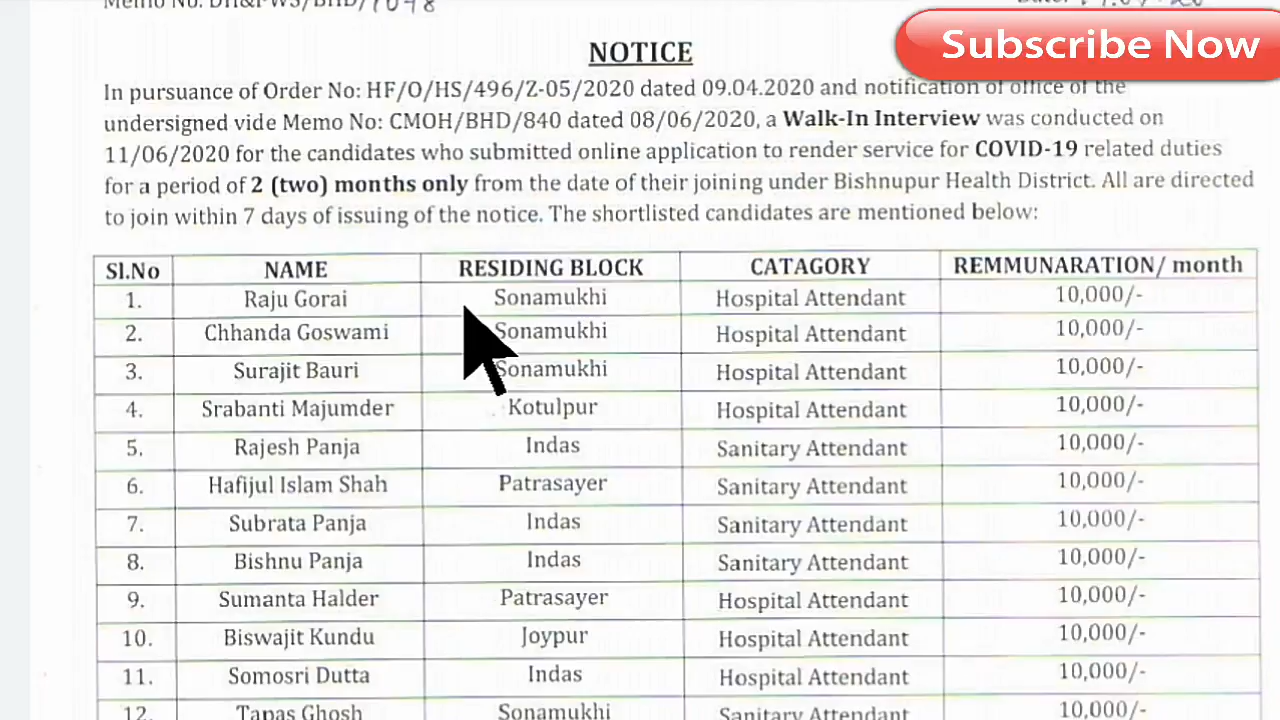 Memo No. DH&FWS/BHD/1048
Subscribe Now
NOTICE
In pursuance of Order No: HF/O/HS/496/Z-05/2020 dated 09.04.2020 and notification of office of the
undersigned vide Memo No: CMOH/BHD/840 dated 08/06/2020, a Walk-In Interview was conducted on
11/06/2020 for the candidates who submitted online application to render service for COVID-19 related duties
for a period of 2 (two) months only from the date of their joining under Bishnupur Health District. All are directed
to join within 7 days of issuing of the notice. The shortlisted candidates are mentioned below:
Sl.No NAME RESIDING BLOCK CATAGORY REMMUNARATION/ month
1. Raju Gorai Sonamukhi Hospital Attendant 10,000/-
2. Chhanda Goswami Sonamukhi Hospital Attendant 10,000/-
3. Surajit Bauri Sonamukhi Hospital Attendant 10,000/-
4. Srabanti Majumder Kotulpur Hospital Attendant 10,000/-
5. Rajesh Panja Indas Sanitary Attendant 10,000/-
6. Hafijul Islam Shah Patrasayer Sanitary Attendant 10,000/-
7. Subrata Panja Indas Sanitary Attendant 10,000/-
8. Bishnu Panja Indas Sanitary Attendant 10,000/-
9. Sumanta Halder Patrasayer Hospital Attendant 10,000/-
10. Biswajit Kundu Joypur Hospital Attendant 10,000/-
11. Somosri Dutta Indas Hospital Attendant 10,000/-
12. Tapas Ghosh Sonamukhi Sanitary Attendant 10,000/-